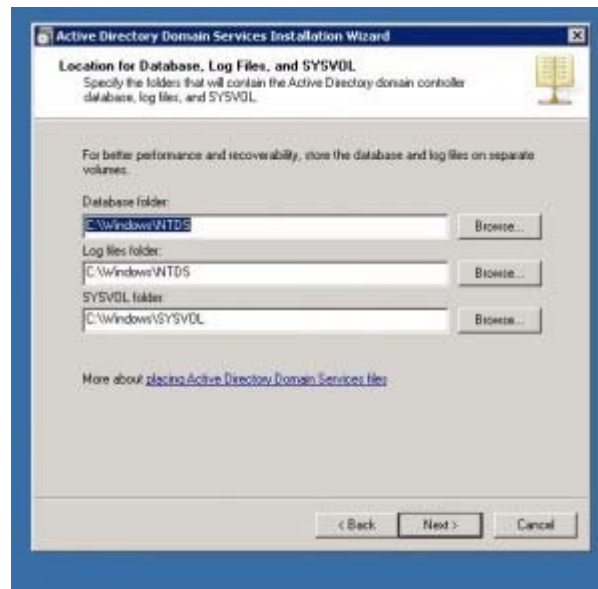 Active Directory Domain Services Installation Wizard
Location for Database, Log Files, and SYSVOL
Specify the folders that will contain the Active Directory domain controller
database, log files, and SYSVOL.
For better performance and recoverability, store the database and log files on separate
volumes.
Database folder:
C:\Windows\NTDS
Browse...
Log files folder:
C:\Windows\NTDS
Browse...
SYSVOL folder:
C:\Windows\SYSVOL
Browse...
More about placing Active Directory Domain Services files
< Back Next > Cancel